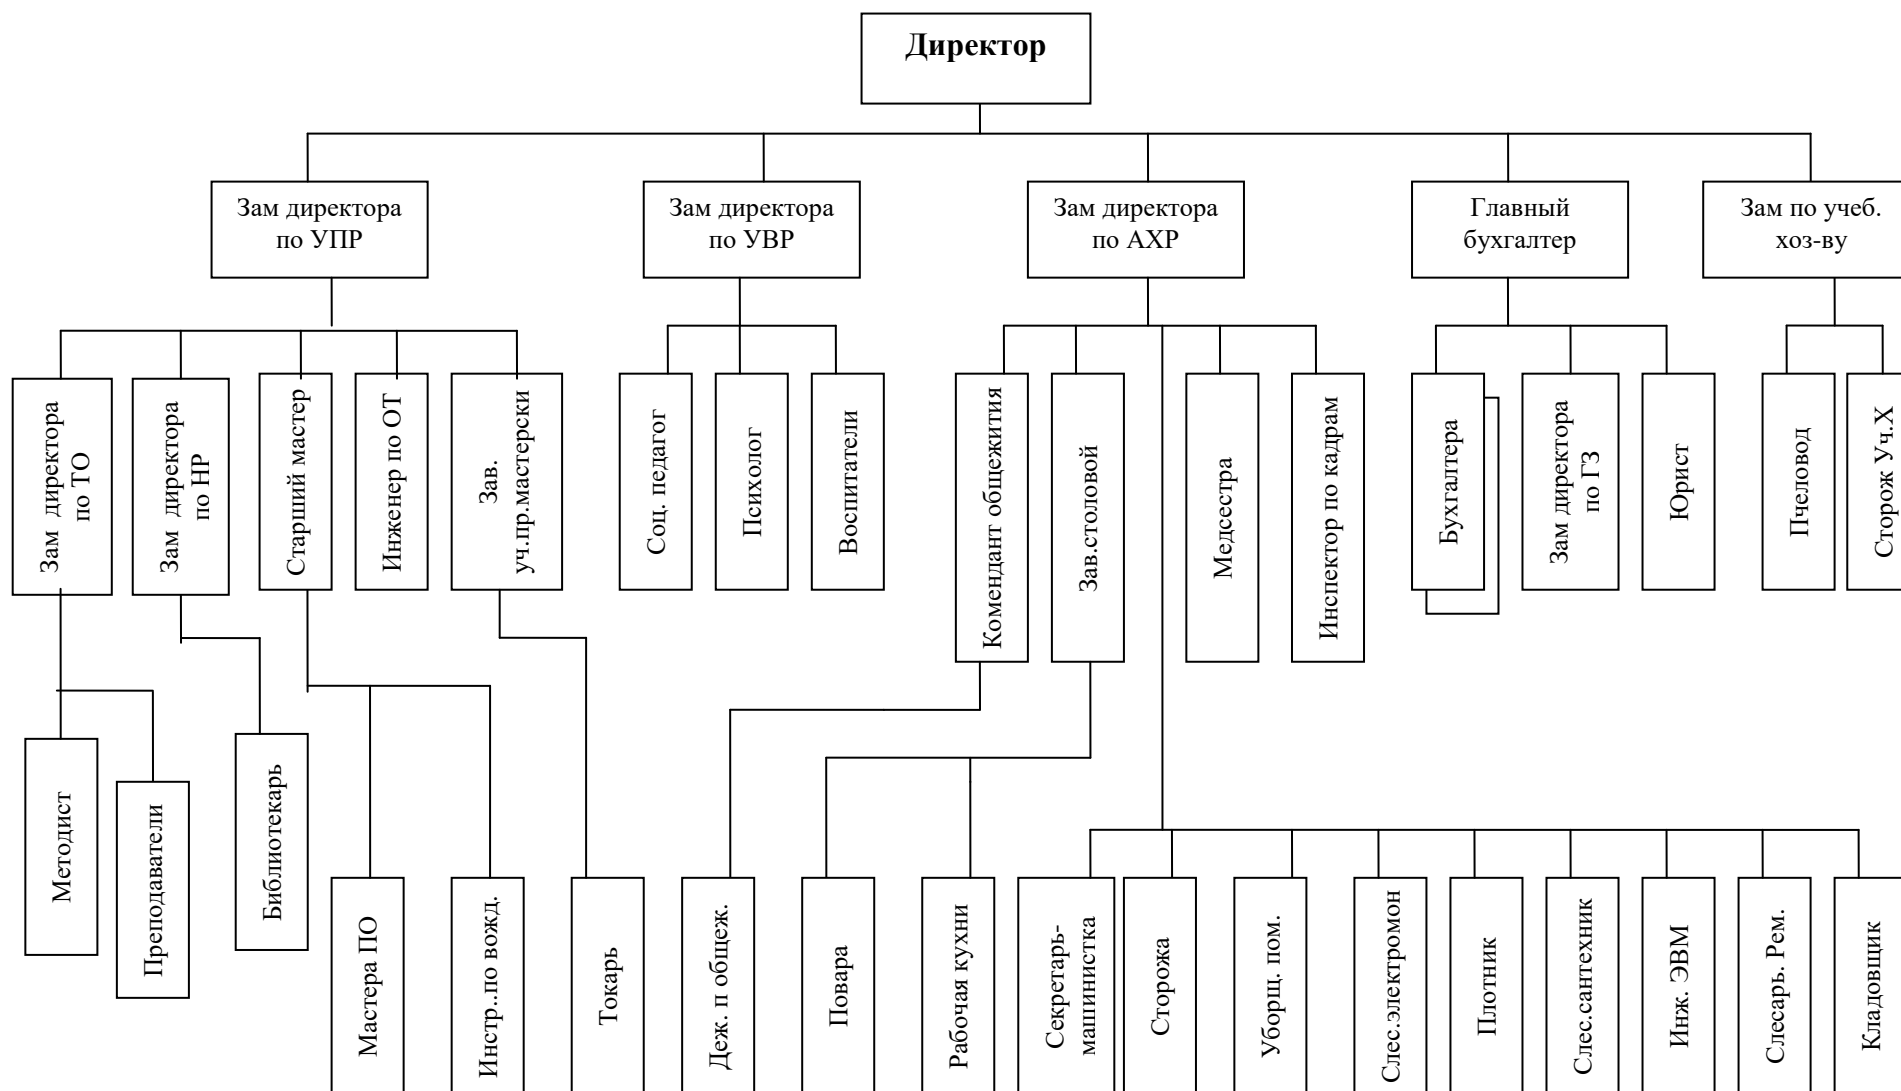 Директор
Зам директора
по УПР
Зам директора
по УВР
Зам директора
по АХР
Главный
бухгалтер
Зам по учеб.
хоз-ву
Зам директора
по ТО
Зам директора
по НР
Старший мастер
Инженер по ОТ
Зав.
уч.пр.мастерски
Соц. педагог
Психолог
Воспитатели
Комендант общежития
Зав.столовой
Медсестра
Инспектор по кадрам
Бухгалтера
Зам директора
по ГЗ
Юрист
Пчеловод
Сторож Уч.Х
Методист
Преподаватели
Библиотекарь
Мастера ПО
Инстр..по вожд.
Токарь
Деж. п общеж.
Повара
Рабочая кухни
Секретарь-
машинистка
Сторожа
Уборщ. пом.
Слес.электромон
Плотник
Слес.сантехник
Инж. ЭВМ
Слесарь. Рем.
Кладовщик